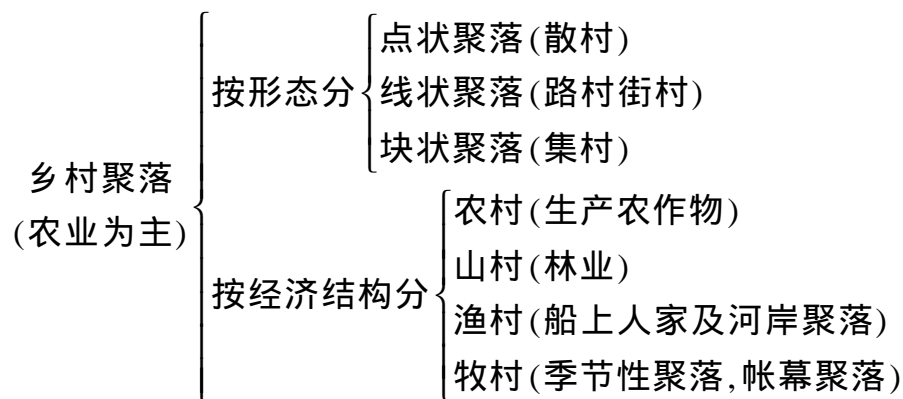 乡村聚落
(农业为主)
按形态分
点状聚落(散村)
线状聚落(路村街村)
块状聚落(集村)
按经济结构分
农村(生产农作物)
山村(林业)
渔村(船上人家及河岸聚落)
牧村(季节性聚落,帐幕聚落)